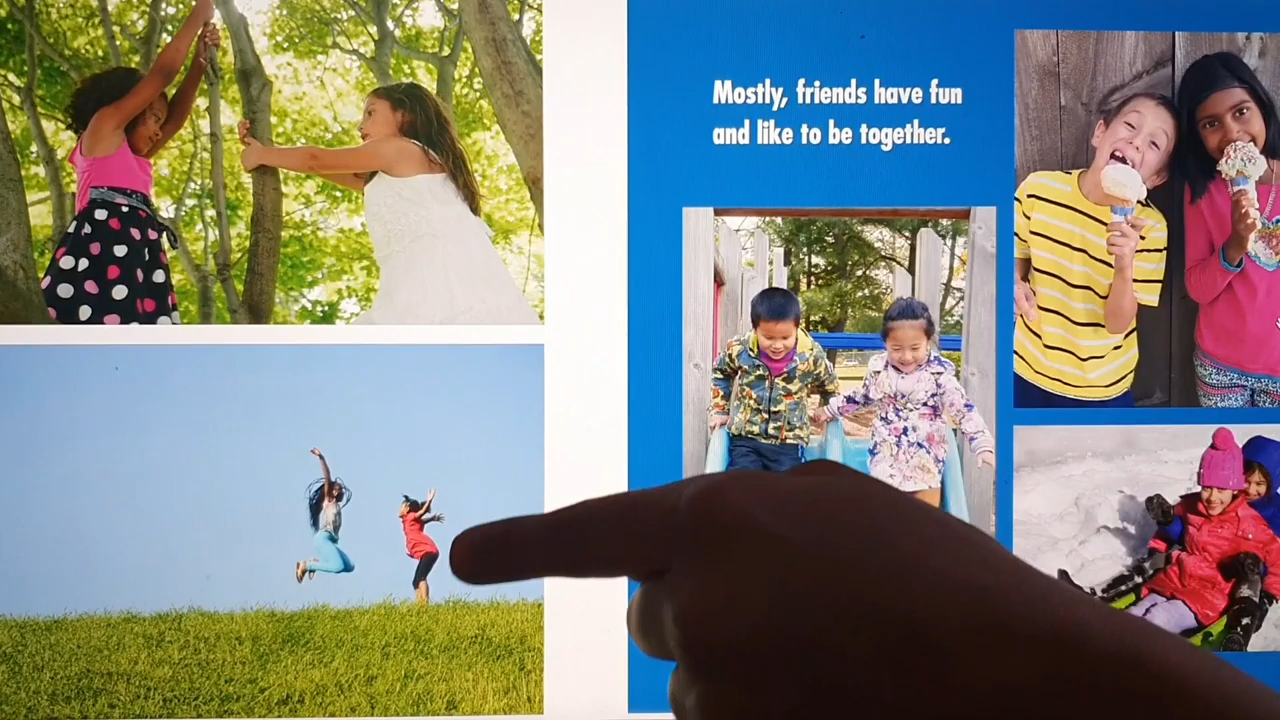 Mostly, friends have fun
and like to be together.